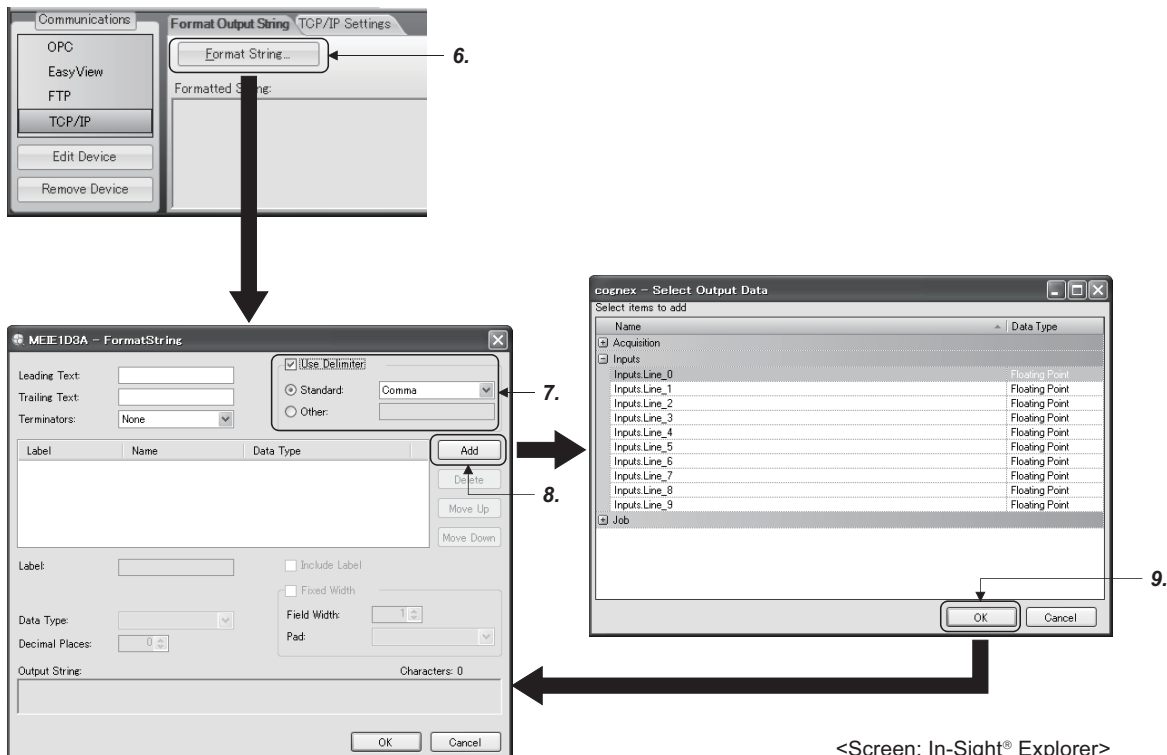 Communications
OPC
EasyView
FTP
TCP/IP
Edit Device
Remove Device
Format Output String TCP/IP Settings
Format String...
6.
Formatted
MEIE1D3A - FormatString
Leading Text:
Trailing Text:
Terminators: None
Use Delimiter
Standard: Comma
Other:
7.
Label Name Data Type
Add
Delete
Move Up
Move Down
8.
Label:
Include Label
Fixed Width
Data Type:
Field Width: 1
Decimal Places: 0
Pad:
Output String: Characters: 0
OK Cancel
cognex - Select Output Data
Select items to add
Name Data Type
Acquisition
Inputs
Inputs.Line_0 Floating Point
Inputs.Line_1 Floating Point
Inputs.Line_2 Floating Point
Inputs.Line_3 Floating Point
Inputs.Line_4 Floating Point
Inputs.Line_5 Floating Point
Inputs.Line_6 Floating Point
Inputs.Line_7 Floating Point
Inputs.Line_8 Floating Point
Inputs.Line_9 Floating Point
Job
9.
OK Cancel
<Screen: In-Sight® Explorer>